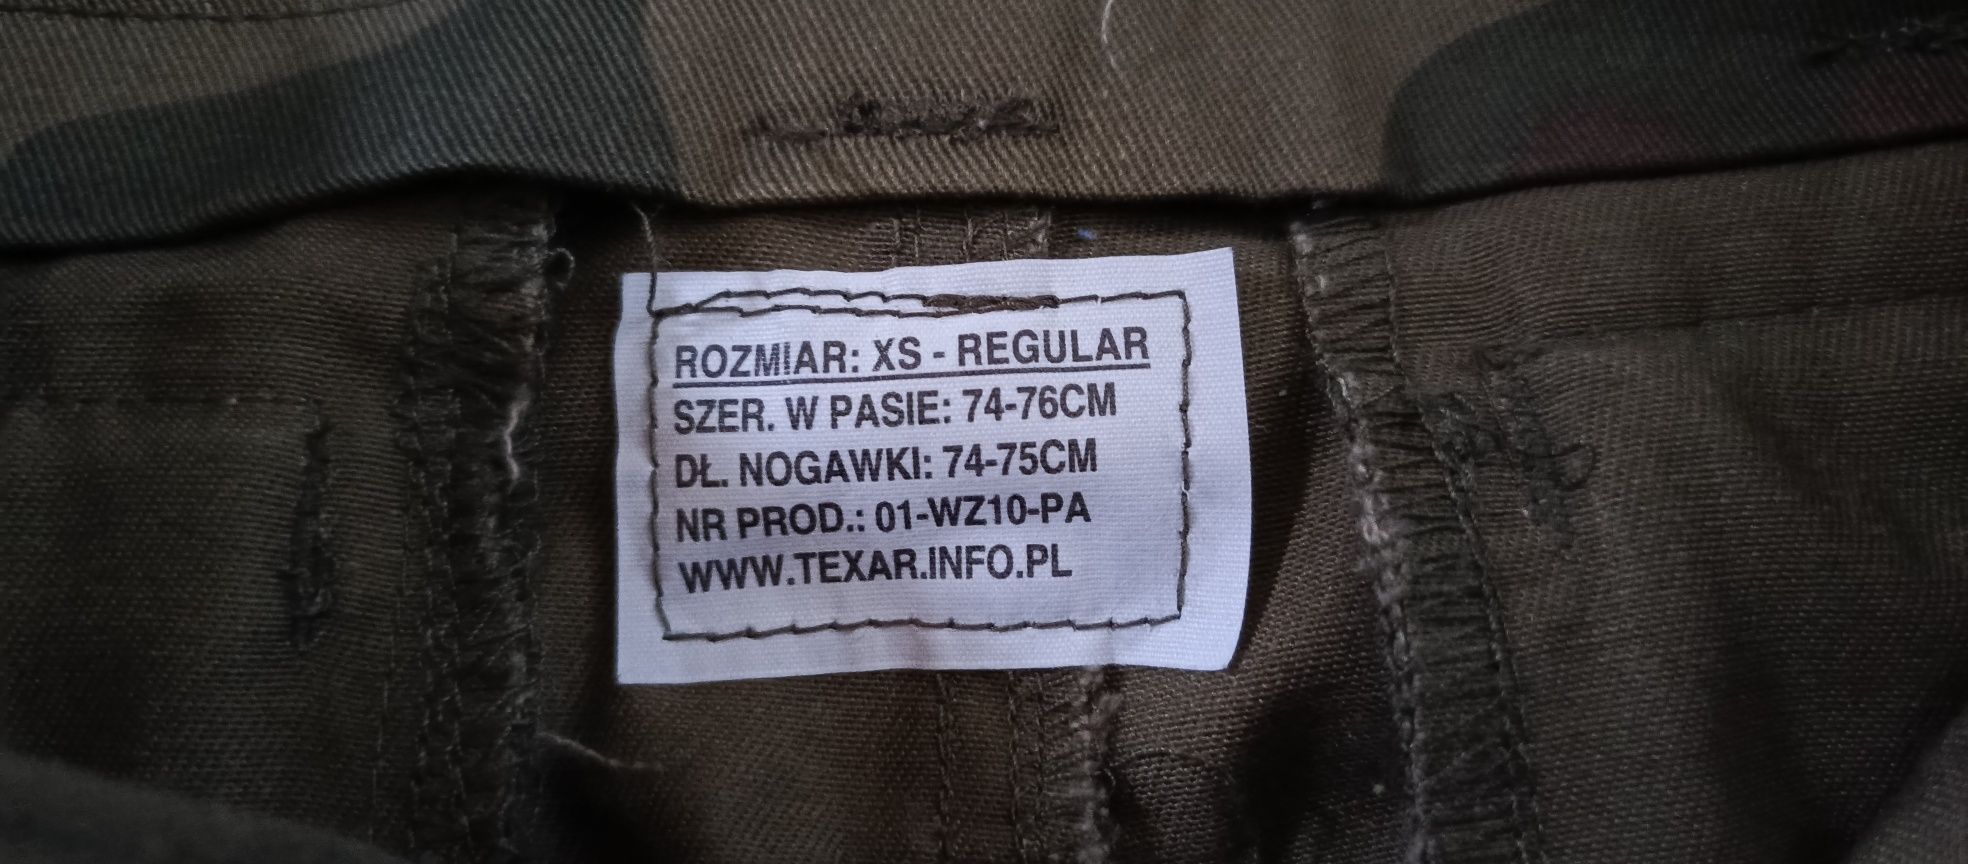 ROZMIAR: XS - REGULAR
SZER. W PASIE: 74-76CM
DŁ. NOGAWKI: 74-75CM
NR PROD.: 01-WZ10-PA
WWW.TEXAR.INFO.PL